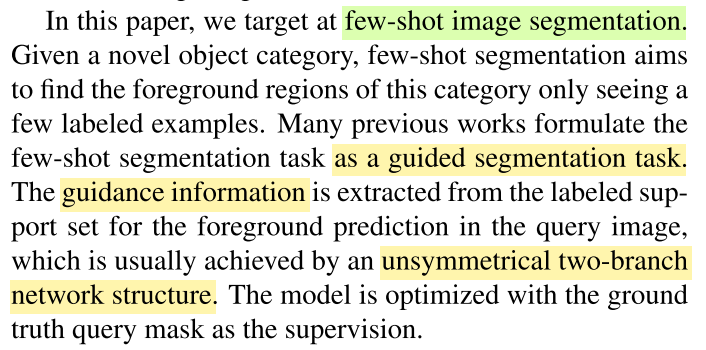 In this paper, we target at few-shot image segmentation.
Given a novel object category, few-shot segmentation aims
to find the foreground regions of this category only seeing a
few labeled examples. Many previous works formulate the
few-shot segmentation task as a guided segmentation task.
The guidance information is extracted from the labeled sup-
port set for the foreground prediction in the query image,
which is usually achieved by an unsymmetrical two-branch
network structure. The model is optimized with the ground
truth query mask as the supervision.